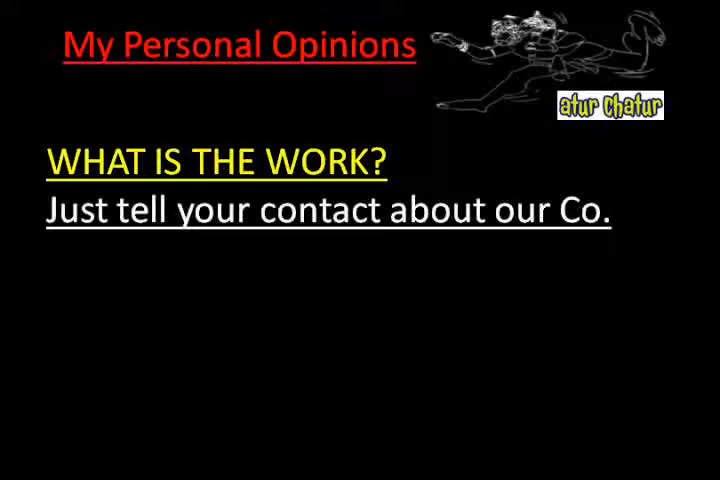 My Personal Opinions
atur Chatur
WHAT IS THE WORK?
Just tell your contact about our Co.